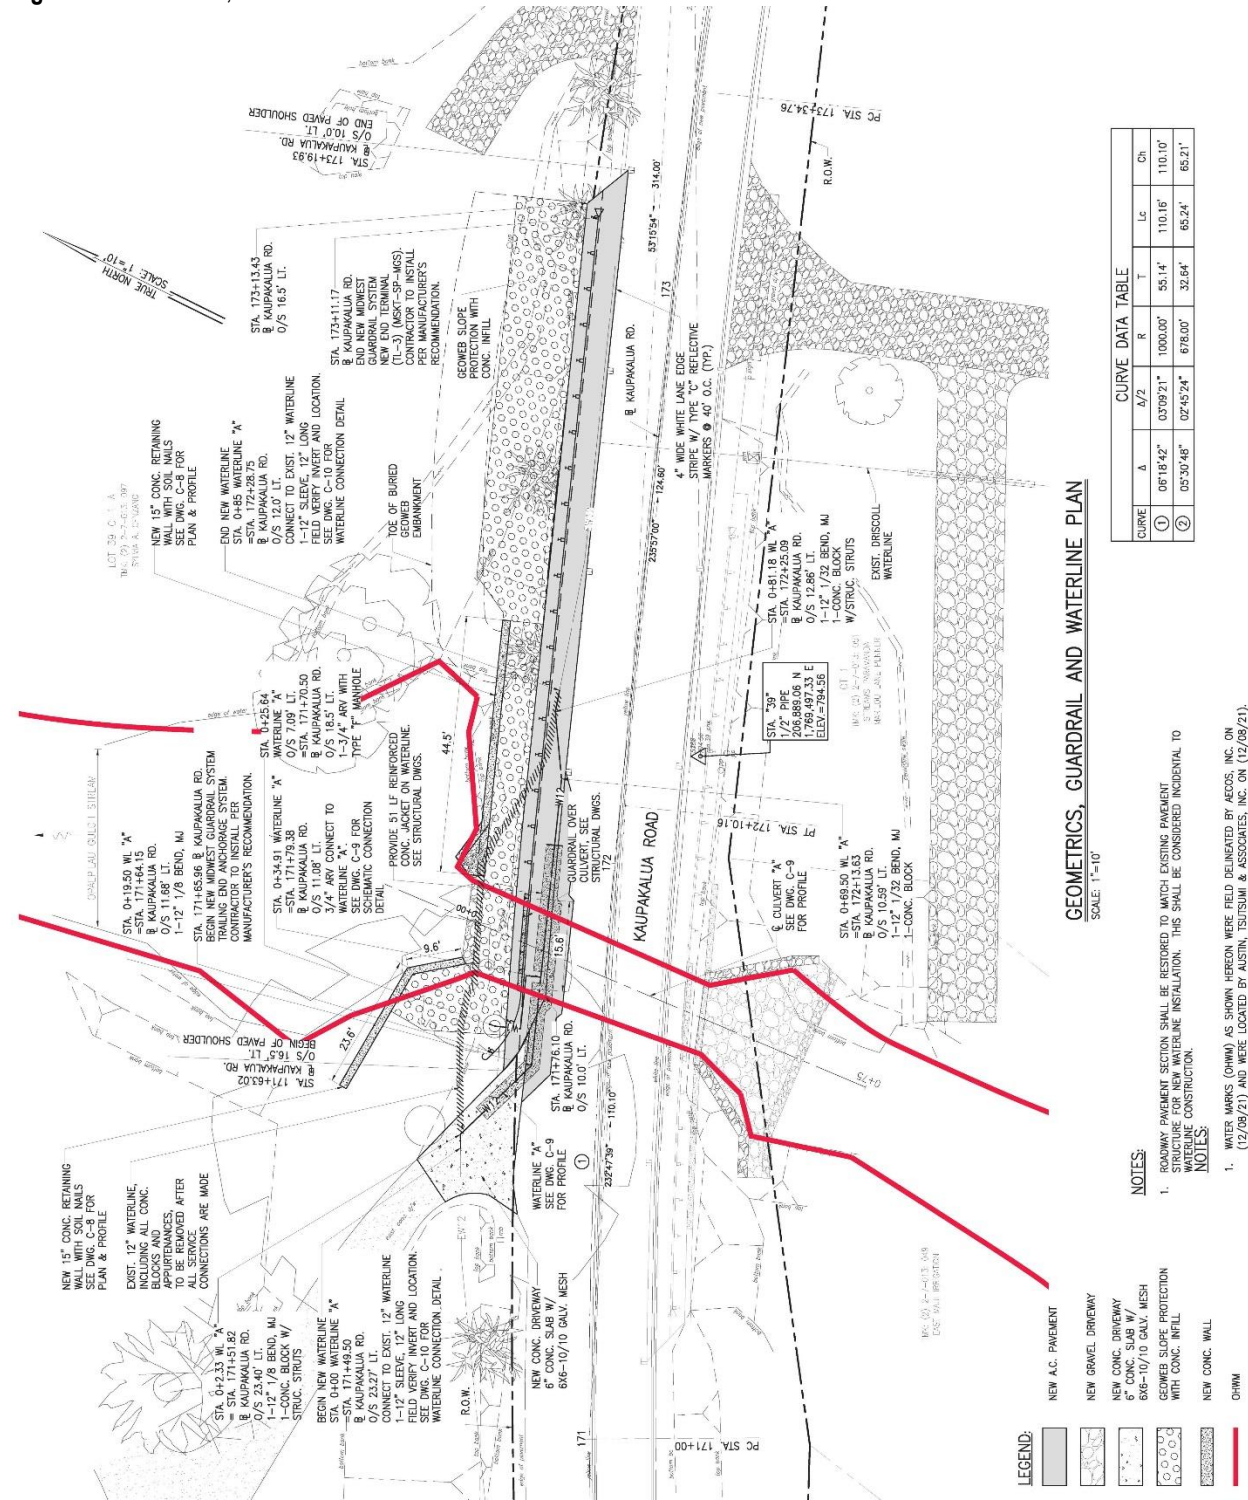 TRUE NORTH
SCALE: 1"=10'
NEW 15" CONC. RETAINING
WALL WITH SOIL NAILS
SEE DWG. C-8 FOR
PLAN & PROFILE
EXIST. 12" WATERLINE,
INCLUDING ALL CONC.
BLOCKS AND
APPURTENANCES,
TO BE REMOVED AFTER
ALL SERVICE
CONNECTIONS ARE MADE
STA. 0+2.33 WL "A"
= STA. 171+51.82
℄ KAUPAKALUA RD.
O/S 23.40' LT.
1-12" 1/8 BEND, MJ
1-CONC. BLOCK W/
STRUC. STRUTS
BEGIN NEW WATERLINE
STA. 0+00 WATERLINE "A"
=STA. 171+49.50
℄ KAUPAKALUA RD.
O/S 23.27' LT.
CONNECT TO EXIST. 12" WATERLINE
1-12" SLEEVE, 12" LONG
FIELD VERIFY INVERT AND LOCATION.
SEE DWG. C-10 FOR
WATERLINE CONNECTION DETAIL
R.O.W.
NEW CONC. DRIVEWAY
6" CONC. SLAB W/
6X6-10/10 GALV. MESH
171
PC STA. 171+00
STA. 171+63.02
℄ KAUPAKALUA RD.
O/S 16.5' LT.
BEGIN OF PAVED SHOULDER
23.6'
9.6'
STA. 0+19.50 WL "A"
=STA. 171+64.15
℄ KAUPAKALUA RD.
O/S 11.68' LT.
1-12" 1/8 BEND, MJ
STA. 171+65.96 ℄ KAUPAKALUA RD.
BEGIN NEW MIDWEST GUARDRAIL SYSTEM
TRAILING END ANCHORAGE SYSTEM.
CONTRACTOR TO INSTALL PER
MANUFACTURER'S RECOMMENDATION.
STA. 0+34.91 WATERLINE "A"
=STA. 171+79.38
℄ KAUPAKALUA RD.
O/S 11.08' LT.
3/4" ARV CONNECT TO
WATERLINE "A".
SEE DWG. C-9 FOR
SCHEMATIC CONNECTION
DETAIL
STA. 0+25.64
WATERLINE "A"
O/S 7.09' LT.
=STA. 171+70.50
℄ KAUPAKALUA RD.
O/S 18.5' LT.
1-3/4" ARV WITH
TYPE "F" MANHOLE
PROVIDE 51 LF REINFORCED
CONC. JACKET ON WATERLINE.
SEE STRUCTURAL DWGS.
44.5'
0+00
15.6'
W12
STA. 171+76.10
℄ KAUPAKALUA RD.
O/S 10.0' LT.
WATERLINE "A"
SEE DWG. C-9
FOR PROFILE
1
232°47'39"
110.10'
GUARDRAIL OVER
CULVERT, SEE
STRUCTURAL DWGS.
172
KAUPAKALUA ROAD
PT STA. 172+10.16
℄ CULVERT "A"
SEE DWG. C-9
FOR PROFILE
0+75
STA. 0+69.50 WL "A"
=STA. 172+13.63
℄ KAUPAKALUA RD.
O/S 10.59' LT.
1-12" 1/32 BEND, MJ
1-CONC. BLOCK
STA. "39"
1/2" PIPE
206,889.06 N
1,769,497.33 E
ELEV.=794.56
STA. 0+81.18 WL "A"
=STA. 172+25.09
℄ KAUPAKALUA RD.
O/S 12.86' LT.
1-12" 1/32 BEND, MJ
1-CONC. BLOCK
W/STRUC. STRUTS
EXIST. DRISCOLL
WATERLINE
NEW 15" CONC. RETAINING
WALL WITH SOIL NAILS
SEE DWG. C-8 FOR
PLAN & PROFILE
END NEW WATERLINE
STA. 0+85 WATERLINE "A"
=STA. 172+28.75
℄ KAUPAKALUA RD.
O/S 12.0' LT.
CONNECT TO EXIST. 12" WATERLINE
1-12" SLEEVE, 12" LONG
FIELD VERIFY INVERT AND LOCATION.
SEE DWG. C-10 FOR
WATERLINE CONNECTION DETAIL
TOE OF BURIED
GEOWEB
EMBANKMENT
STA. 173+13.43
℄ KAUPAKALUA RD.
O/S 16.5' LT.
STA. 173+11.17
℄ KAUPAKALUA RD.
END NEW MIDWEST
GUARDRAIL SYSTEM
NEW END TERMINAL
(TL-3) (MSKT-SP-MGS).
CONTRACTOR TO INSTALL
PER MANUFACTURER'S
RECOMMENDATION.
GEOWEB SLOPE
PROTECTION WITH
CONC. INFILL
STA. 173+19.93
℄ KAUPAKALUA RD.
O/S 10.0' LT.
END OF PAVED SHOULDER
235°57'00"
124.60'
℄ KAUPAKALUA RD.
53°15'54"
314.00'
173
4" WIDE WHITE LANE EDGE
STRIPE W/ TYPE "C" REFLECTIVE
MARKERS @ 40' O.C. (TYP.)
PC STA. 173+34.76
R.O.W.
GEOMETRICS, GUARDRAIL AND WATERLINE PLAN
SCALE: 1"=10'
CURVE DATA TABLE
CURVE Δ Δ/2 R T Lc Ch
1 06°18'42" 03°09'21" 1000.00' 55.14' 110.16' 110.10'
2 05°30'48" 02°45'24" 678.00' 32.64' 65.24' 65.21'
NOTES:
1. ROADWAY PAVEMENT SECTION SHALL BE RESTORED TO MATCH EXISTING PAVEMENT
STRUCTURE FOR NEW WATERLINE INSTALLATION. THIS SHALL BE CONSIDERED INCIDENTAL TO
WATERLINE CONSTRUCTION.
NOTES:
1. WATER MARKS (OHWM) AS SHOWN HEREON WERE FIELD DELINEATED BY AECOS, INC. ON
(12/08/21) AND WERE LOCATED BY AUSTIN, TSUTSUMI & ASSOCIATES, INC. ON (12/08/21).
LEGEND:
NEW A.C. PAVEMENT
NEW GRAVEL DRIVEWAY
NEW CONC. DRIVEWAY
6" CONC. SLAB W/
6X6-10/10 GALV. MESH
GEOWEB SLOPE PROTECTION
WITH CONC. INFILL
NEW CONC. WALL
OHWM